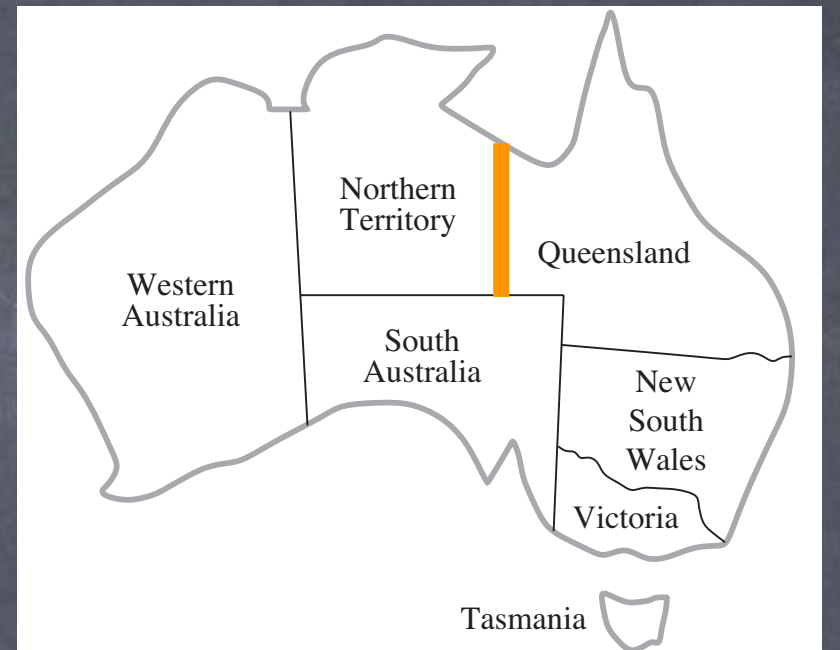 Northern
Territory
Queensland
Western
Australia
South
Australia
New
South
Wales
Victoria
Tasmania